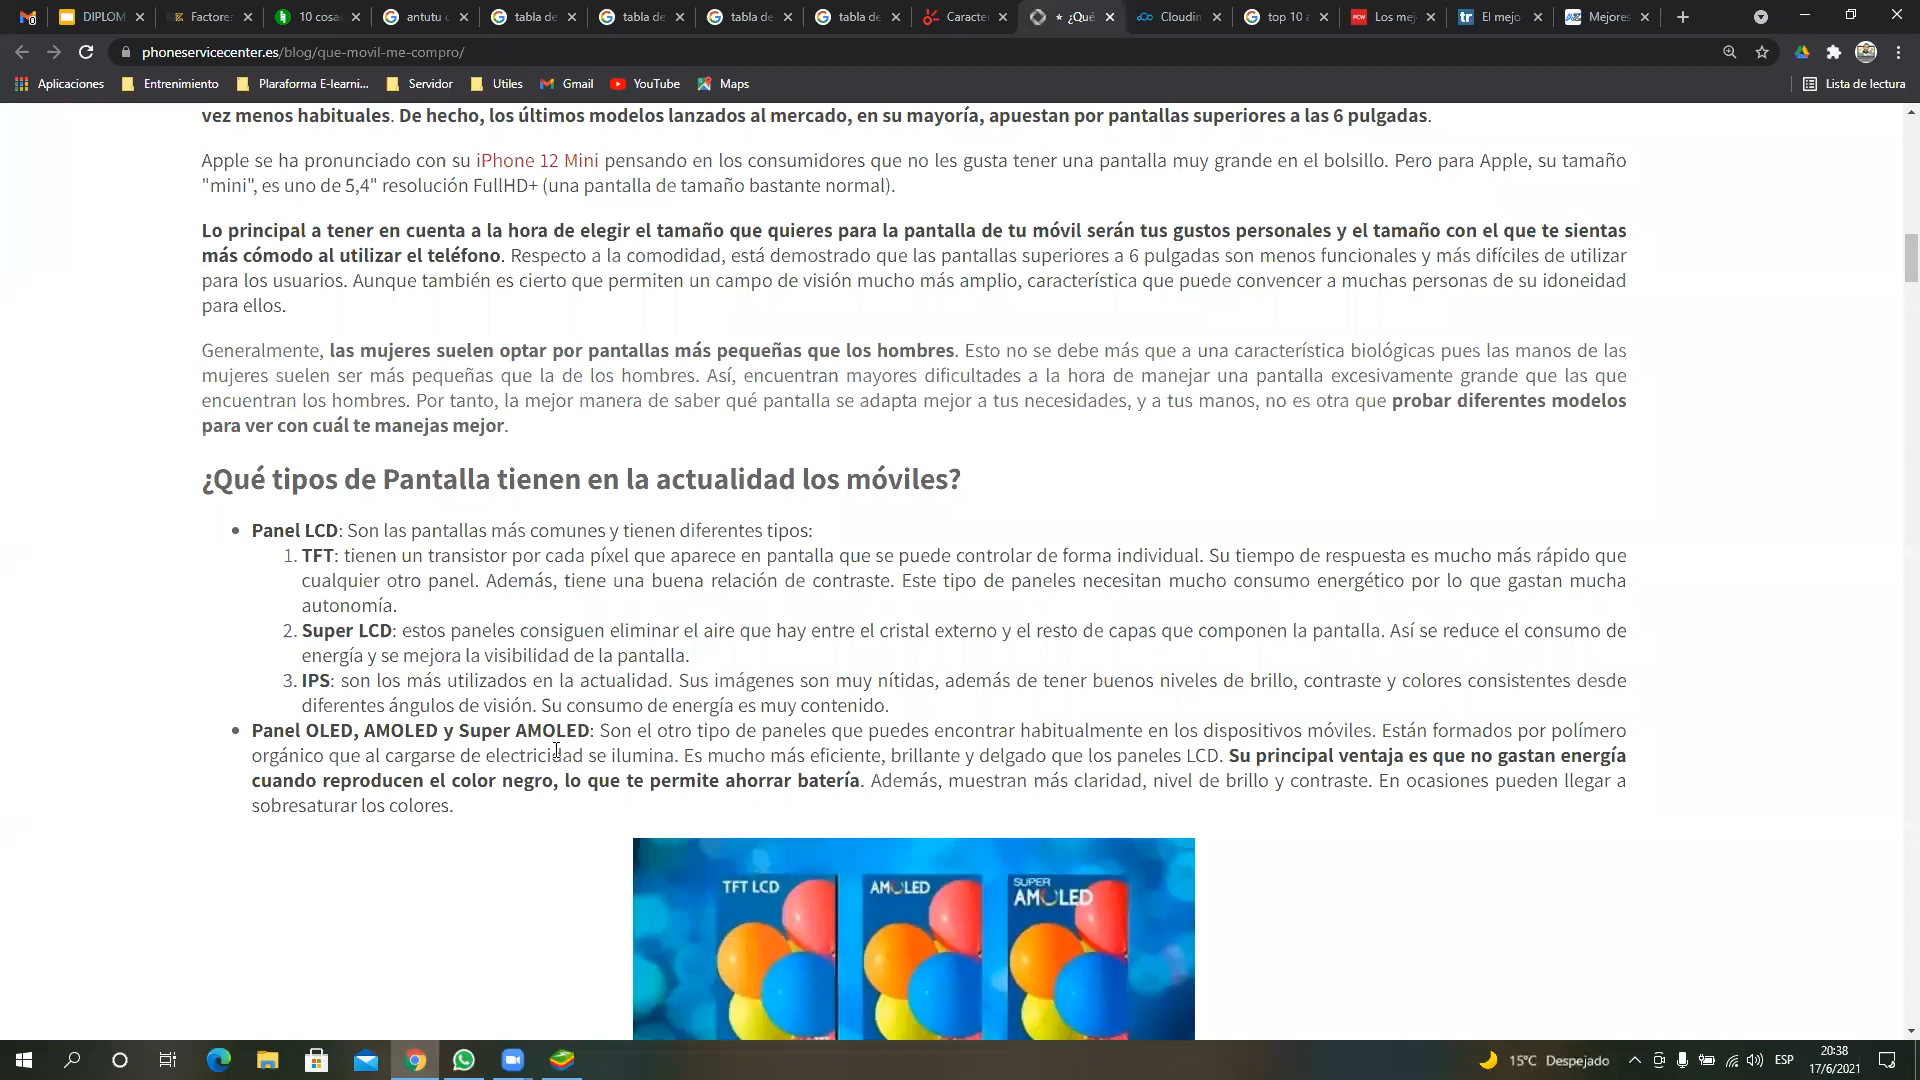 DIPLOM
Factore:
10 cosa
antutu c
tabla de
tabla de
tabla de
tabla de
Caracter
* ¿Qué
Cloudin
top 10 a
Los mej
El mejo
Mejores
phoneservicecenter.es/blog/que-movil-me-compro/
Aplicaciones
Entrenimiento
Plaraforma E-learni...
Servidor
Utiles
Gmail
YouTube
Maps
Lista de lectura
vez menos habituales. De hecho, los últimos modelos lanzados al mercado, en su mayoría, apuestan por pantallas superiores a las 6 pulgadas.
Apple se ha pronunciado con su iPhone 12 Mini pensando en los consumidores que no les gusta tener una pantalla muy grande en el bolsillo. Pero para Apple, su tamaño
"mini", es uno de 5,4" resolución FullHD+ (una pantalla de tamaño bastante normal).
Lo principal a tener en cuenta a la hora de elegir el tamaño que quieres para la pantalla de tu móvil serán tus gustos personales y el tamaño con el que te sientas
más cómodo al utilizar el teléfono. Respecto a la comodidad, está demostrado que las pantallas superiores a 6 pulgadas son menos funcionales y más difíciles de utilizar
para los usuarios. Aunque también es cierto que permiten un campo de visión mucho más amplio, característica que puede convencer a muchas personas de su idoneidad
para ellos.
Generalmente, las mujeres suelen optar por pantallas más pequeñas que los hombres. Esto no se debe más que a una característica biológicas pues las manos de las
mujeres suelen ser más pequeñas que la de los hombres. Así, encuentran mayores dificultades a la hora de manejar una pantalla excesivamente grande que las que
encuentran los hombres. Por tanto, la mejor manera de saber qué pantalla se adapta mejor a tus necesidades, y a tus manos, no es otra que probar diferentes modelos
para ver con cuál te manejas mejor.
¿Qué tipos de Pantalla tienen en la actualidad los móviles?
• Panel LCD: Son las pantallas más comunes y tienen diferentes tipos:
1. TFT: tienen un transistor por cada píxel que aparece en pantalla que se puede controlar de forma individual. Su tiempo de respuesta es mucho más rápido que
cualquier otro panel. Además, tiene una buena relación de contraste. Este tipo de paneles necesitan mucho consumo energético por lo que gastan mucha
autonomía.
2. Super LCD: estos paneles consiguen eliminar el aire que hay entre el cristal externo y el resto de capas que componen la pantalla. Así se reduce el consumo de
energía y se mejora la visibilidad de la pantalla.
3. IPS: son los más utilizados en la actualidad. Sus imágenes son muy nítidas, además de tener buenos niveles de brillo, contraste y colores consistentes desde
diferentes ángulos de visión. Su consumo de energía es muy contenido.
• Panel OLED, AMOLED y Super AMOLED: Son el otro tipo de paneles que puedes encontrar habitualmente en los dispositivos móviles. Están formados por polímero
orgánico que al cargarse de electricidad se ilumina. Es mucho más eficiente, brillante y delgado que los paneles LCD. Su principal ventaja es que no gastan energía
cuando reproducen el color negro, lo que te permite ahorrar batería. Además, muestran más claridad, nivel de brillo y contraste. En ocasiones pueden llegar a
sobresaturar los colores.
TFT LCD
AMOLED
SUPER
AMOLED
15°C Despejado
ESP
20:38
17/6/2021